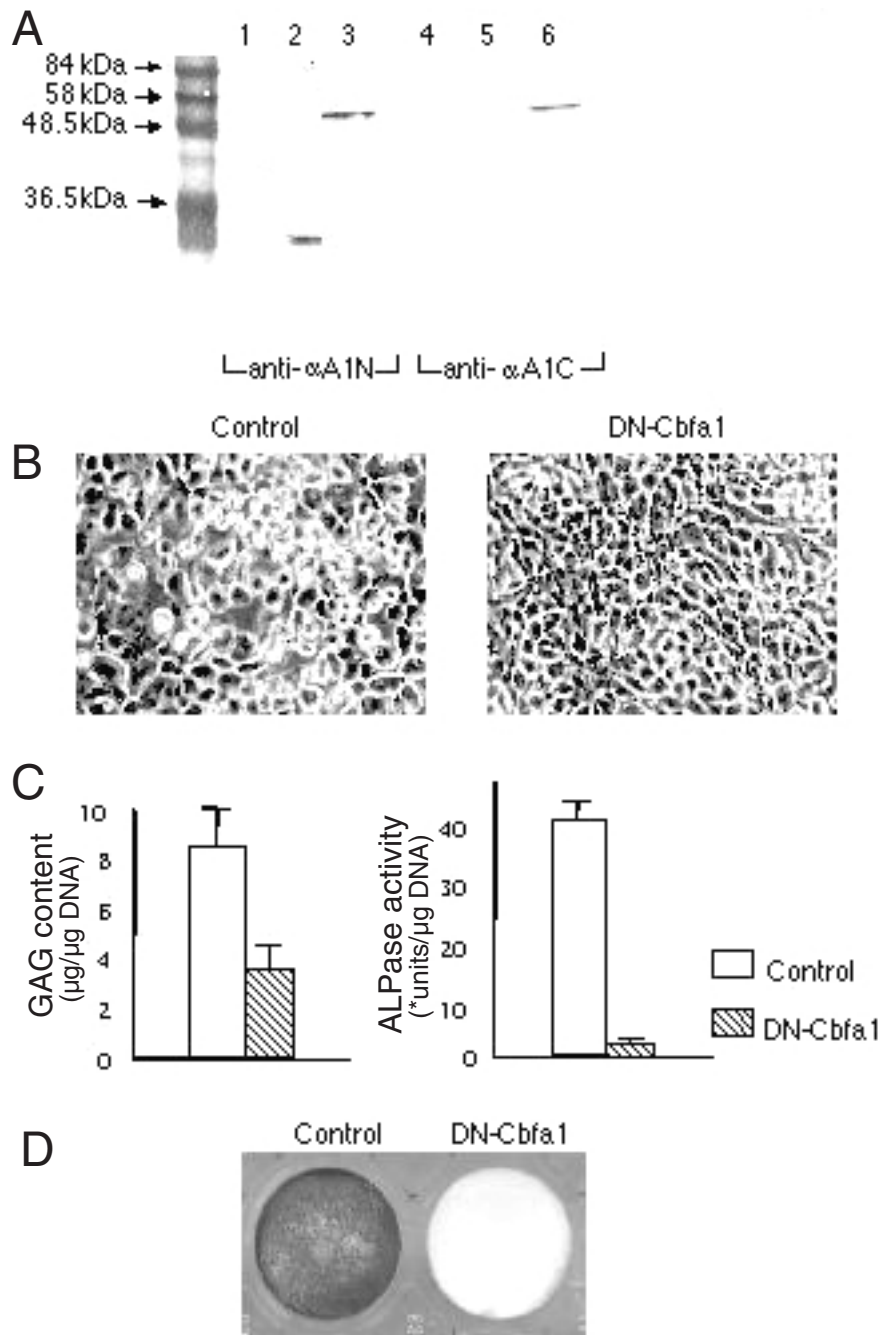 A
1 2 3 4 5 6
84 kDa
58 kDa
48.5kDa
36.5kDa
anti-αA1N anti-αA1C
B
Control DN-Cbfa1
C
GAG content
(μg/μg DNA)
10
8
6
4
2
0
ALPase activity
(*units/μg DNA)
40
30
20
10
0
Control
DN-Cbfa1
D
Control DN-Cbfa1